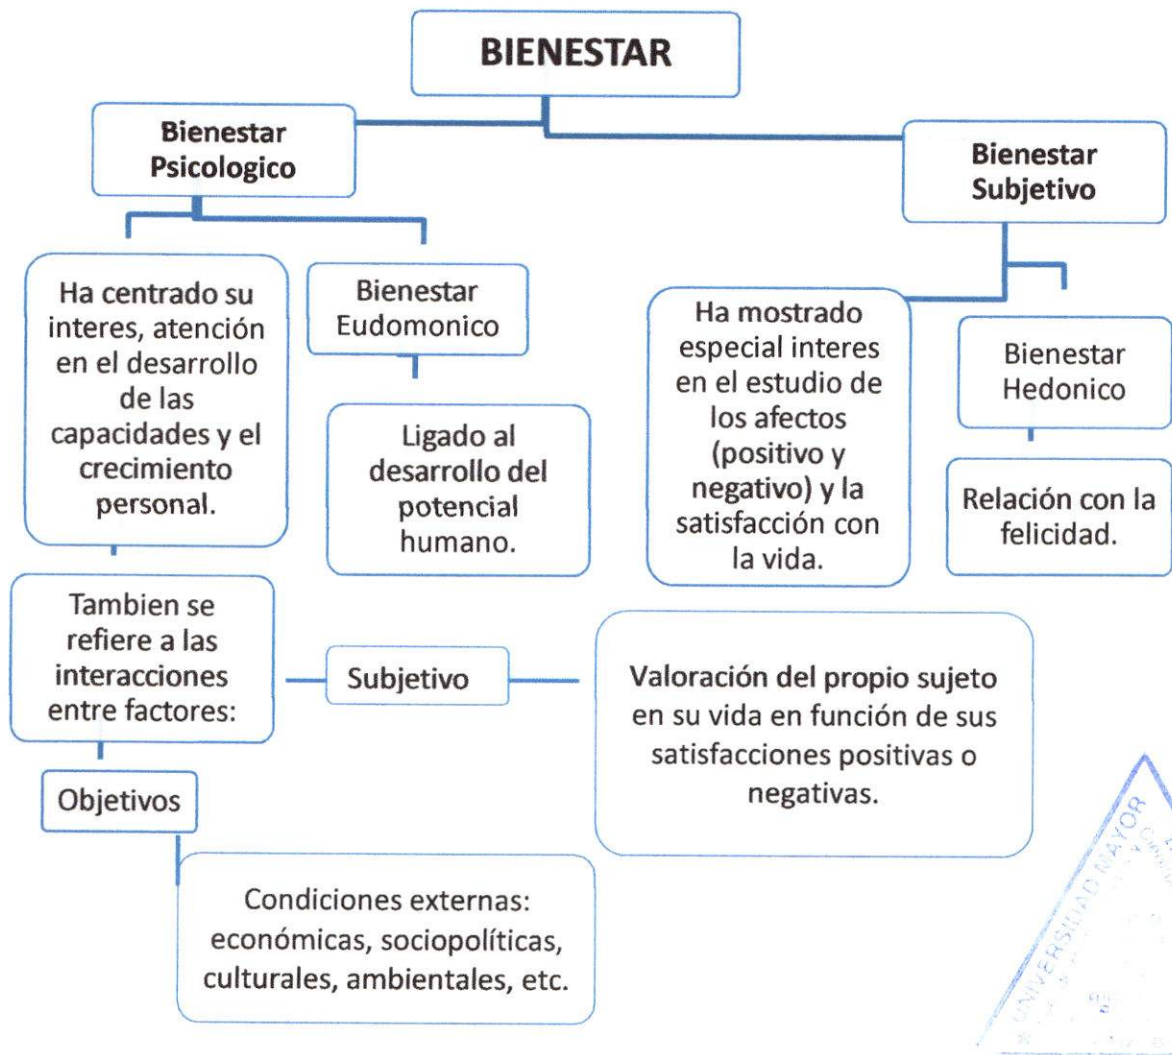 BIENESTAR
Bienestar
Psicologico
Bienestar
Subjetivo
Ha centrado su
interes, atención
en el desarrollo
de las
capacidades y el
crecimiento
personal.
Bienestar
Eudomonico
Ligado al
desarrollo del
potencial
humano.
Ha mostrado
especial interes
en el estudio de
los afectos
(positivo y
negativo) y la
satisfacción con
la vida.
Bienestar
Hedonico
Relación con la
felicidad.
Tambien se
refiere a las
interacciones
entre factores:
Subjetivo
Valoración del propio sujeto
en su vida en función de sus
satisfacciones positivas o
negativas.
Objetivos
Condiciones externas:
económicas, sociopolíticas,
culturales, ambientales, etc.
UNIVERSIDAD MAYOR